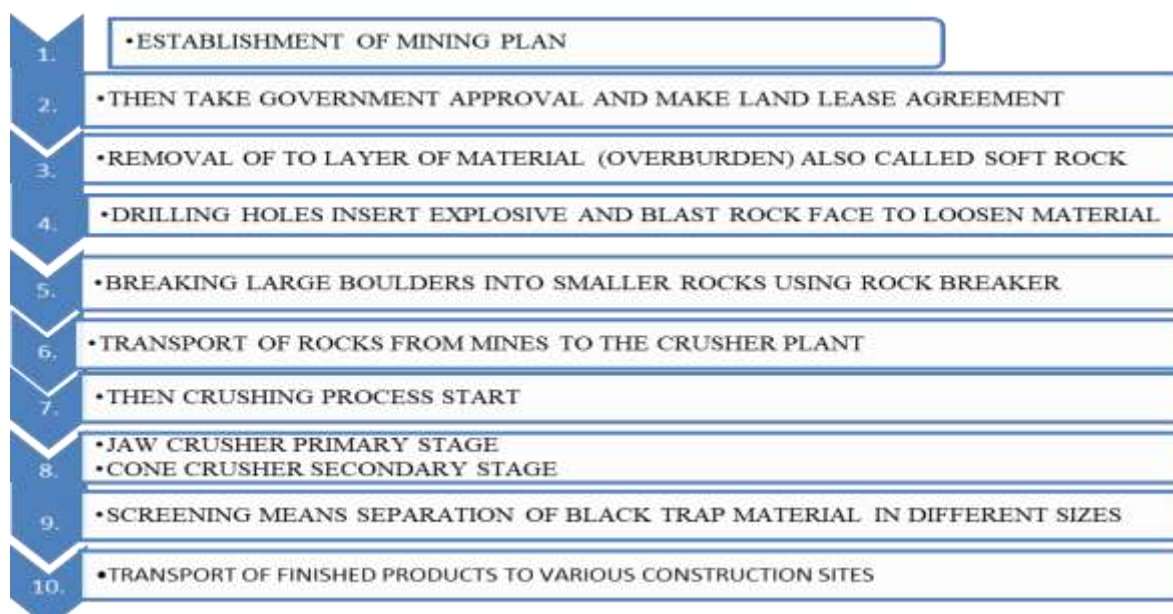 1. •ESTABLISHMENT OF MINING PLAN
2. •THEN TAKE GOVERNMENT APPROVAL AND MAKE LAND LEASE AGREEMENT
3. •REMOVAL OF TO LAYER OF MATERIAL (OVERBURDEN) ALSO CALLED SOFT ROCK
4. •DRILLING HOLES INSERT EXPLOSIVE AND BLAST ROCK FACE TO LOOSEN MATERIAL
5. •BREAKING LARGE BOULDERS INTO SMALLER ROCKS USING ROCK BREAKER
6. •TRANSPORT OF ROCKS FROM MINES TO THE CRUSHER PLANT
7. •THEN CRUSHING PROCESS START
8. •JAW CRUSHER PRIMARY STAGE
•CONE CRUSHER SECONDARY STAGE
9. •SCREENING MEANS SEPARATION OF BLACK TRAP MATERIAL IN DIFFERENT SIZES
10. •TRANSPORT OF FINISHED PRODUCTS TO VARIOUS CONSTRUCTION SITES